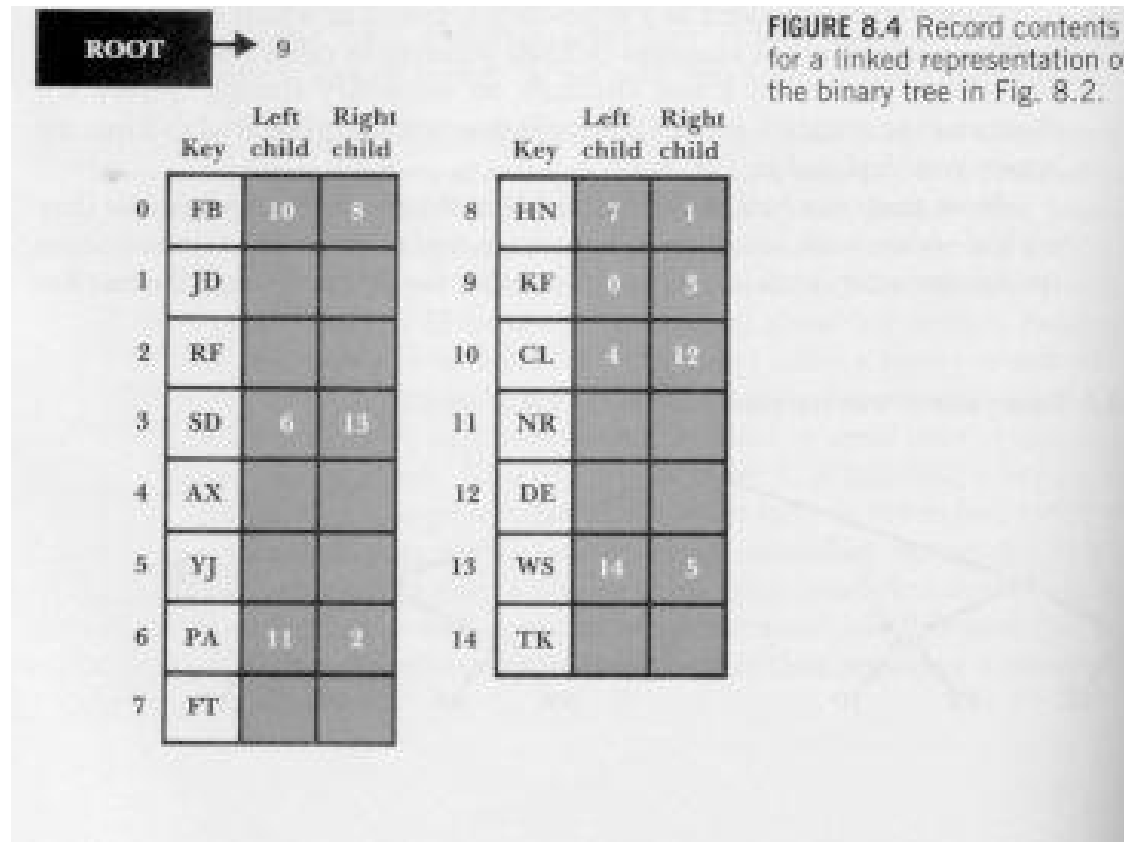 ROOT 9
FIGURE 8.4 Record contents
for a linked representation o
the binary tree in Fig. 8.2.
Left Right
Key child child
0 FB 10 8
1 JD
2 RF
3 SD 6 13
4 AX
5 YJ
6 PA 11 2
7 FT
Left Right
Key child child
8 HN 7 1
9 KF 0 3
10 CL 4 12
11 NR
12 DE
13 WS 14 5
14 TK